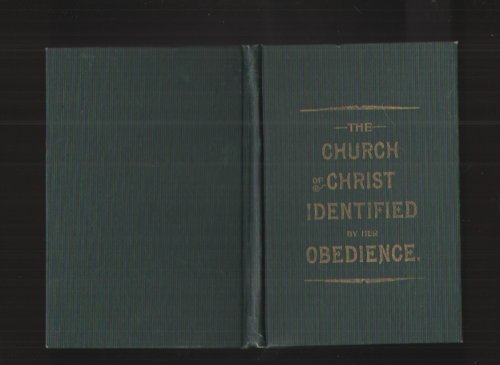 THE
CHURCH
OF CHRIST
IDENTIFIED
BY HER
OBEDIENCE.